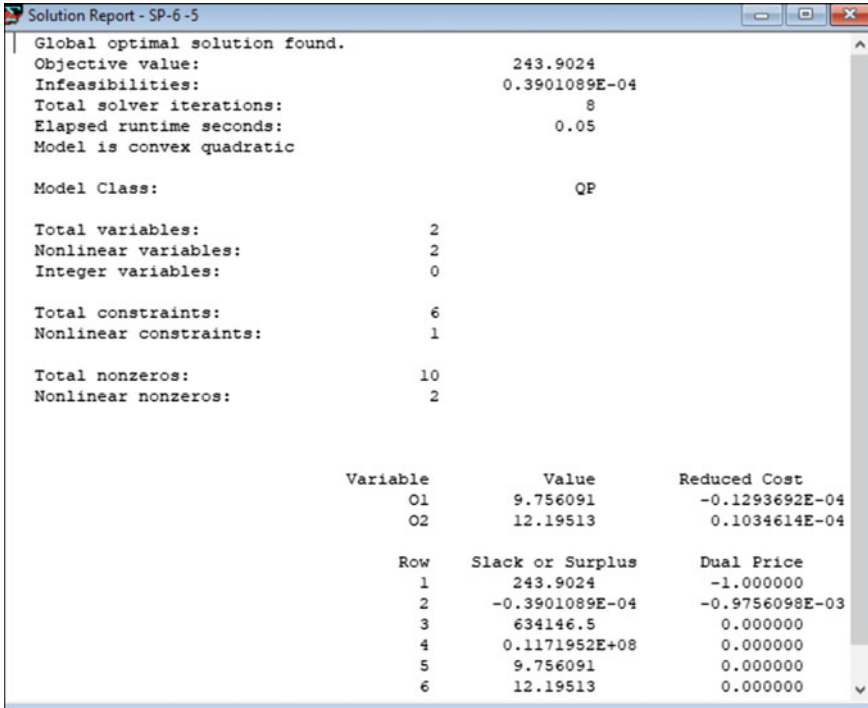 Solution Report - SP-6 -5
Global optimal solution found.
Objective value: 243.9024
Infeasibilities: 0.3901089E-04
Total solver iterations: 8
Elapsed runtime seconds: 0.05
Model is convex quadratic
Model Class: QP
Total variables: 2
Nonlinear variables: 2
Integer variables: 0
Total constraints: 6
Nonlinear constraints: 1
Total nonzeros: 10
Nonlinear nonzeros: 2
Variable Value Reduced Cost
O1 9.756091 -0.1293692E-04
O2 12.19513 0.1034614E-04
Row Slack or Surplus Dual Price
1 243.9024 -1.000000
2 -0.3901089E-04 -0.9756098E-03
3 634146.5 0.000000
4 0.1171952E+08 0.000000
5 9.756091 0.000000
6 12.19513 0.000000